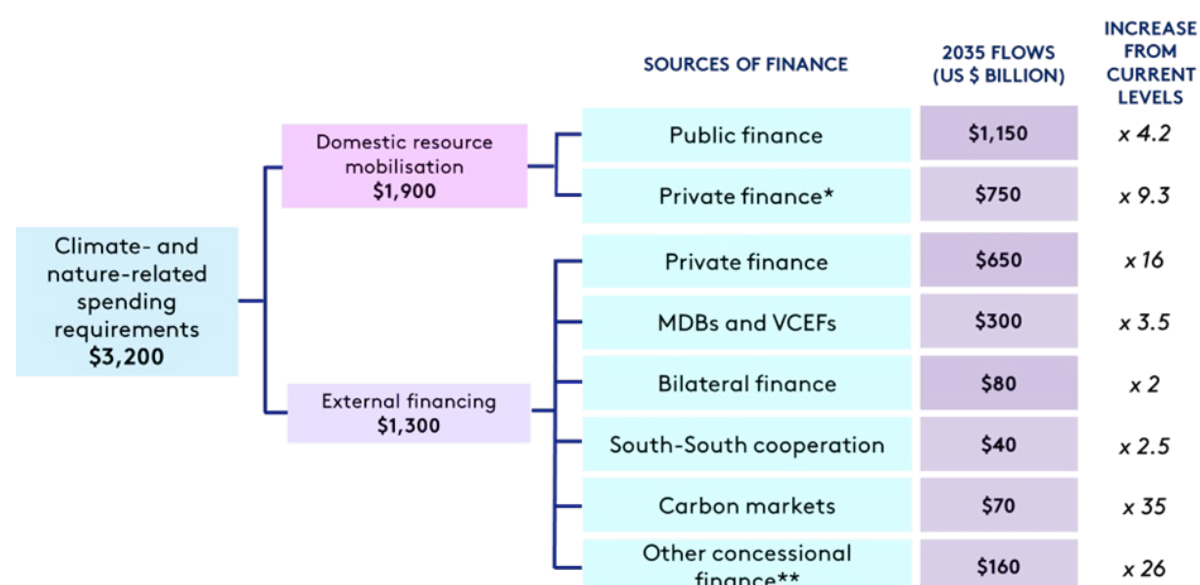 SOURCES OF FINANCE
2035 FLOWS
(US $ BILLION)
INCREASE
FROM
CURRENT
LEVELS
Climate- and
nature-related
spending
requirements
$3,200
Domestic resource
mobilisation
$1,900
Public finance $1,150 x 4.2
Private finance* $750 x 9.3
External financing
$1,300
Private finance $650 x 16
MDBs and VCEFs $300 x 3.5
Bilateral finance $80 x 2
South-South cooperation $40 x 2.5
Carbon markets $70 x 35
Other concessional
finance** $160 x 26